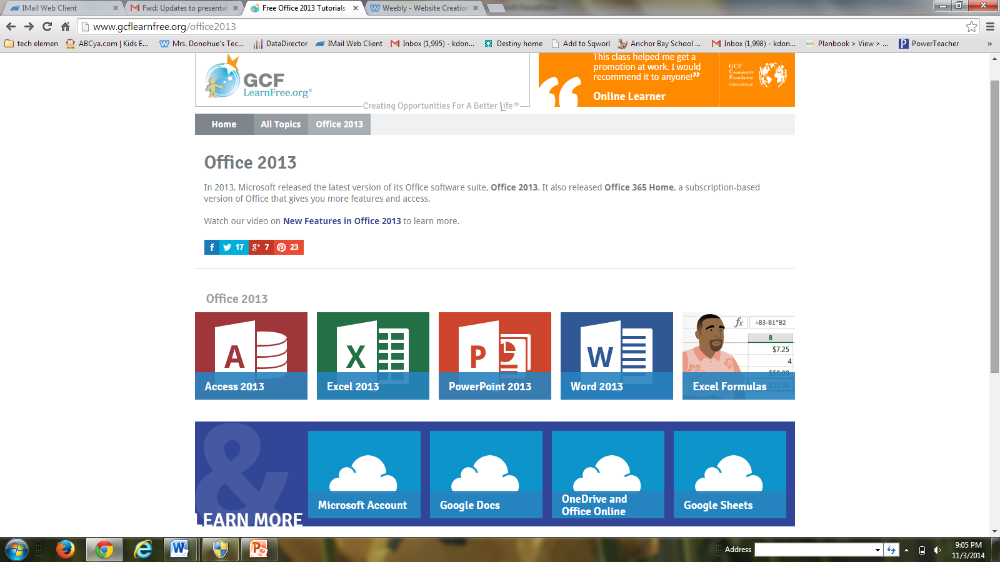 IMail Web Client
Fwd: Updates to presentat
Free Office 2013 Tutorials
Weebly - Website Creation
www.gcflearnfree.org/office2013
tech elemen
ABCya.com | Kids E...
Mrs. Donohue's Tec...
DataDirector
IMail Web Client
Inbox (1,995) - kdon...
Destiny home
Add to Sqworl
Anchor Bay School ...
Inbox (1,998) - kdon...
Planbook > View > ...
PowerTeacher
»
GCF
LearnFree.org®
Creating Opportunities For A Better Life ®
This class helped me get a
promotion at work. I would
recommend it to anyone!”
Online Learner
GCF
Community
Foundation
International
Home
All Topics
Office 2013
Office 2013
In 2013, Microsoft released the latest version of its Office software suite, Office 2013. It also released Office 365 Home, a subscription-based
version of Office that gives you more features and access.
Watch our video on New Features in Office 2013 to learn more.
f
17
g+ 7
23
Office 2013
A
Access 2013
X
Excel 2013
P
PowerPoint 2013
W
Word 2013
fx
=B3-B1*B2
B
$7.25
4
$50.00
$21.00
Excel Formulas
&
LEARN MORE
Microsoft Account
Google Docs
OneDrive and
Office Online
Google Sheets
Address
9:05 PM
11/3/2014